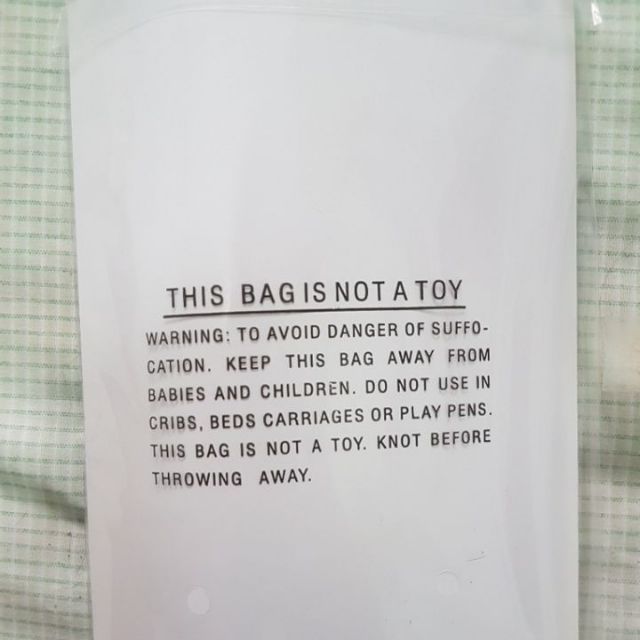 THIS BAG IS NOT A TOY
WARNING: TO AVOID DANGER OF SUFFO-
CATION. KEEP THIS BAG AWAY FROM
BABIES AND CHILDREN. DO NOT USE IN
CRIBS, BEDS CARRIAGES OR PLAY PENS.
THIS BAG IS NOT A TOY. KNOT BEFORE
THROWING AWAY.